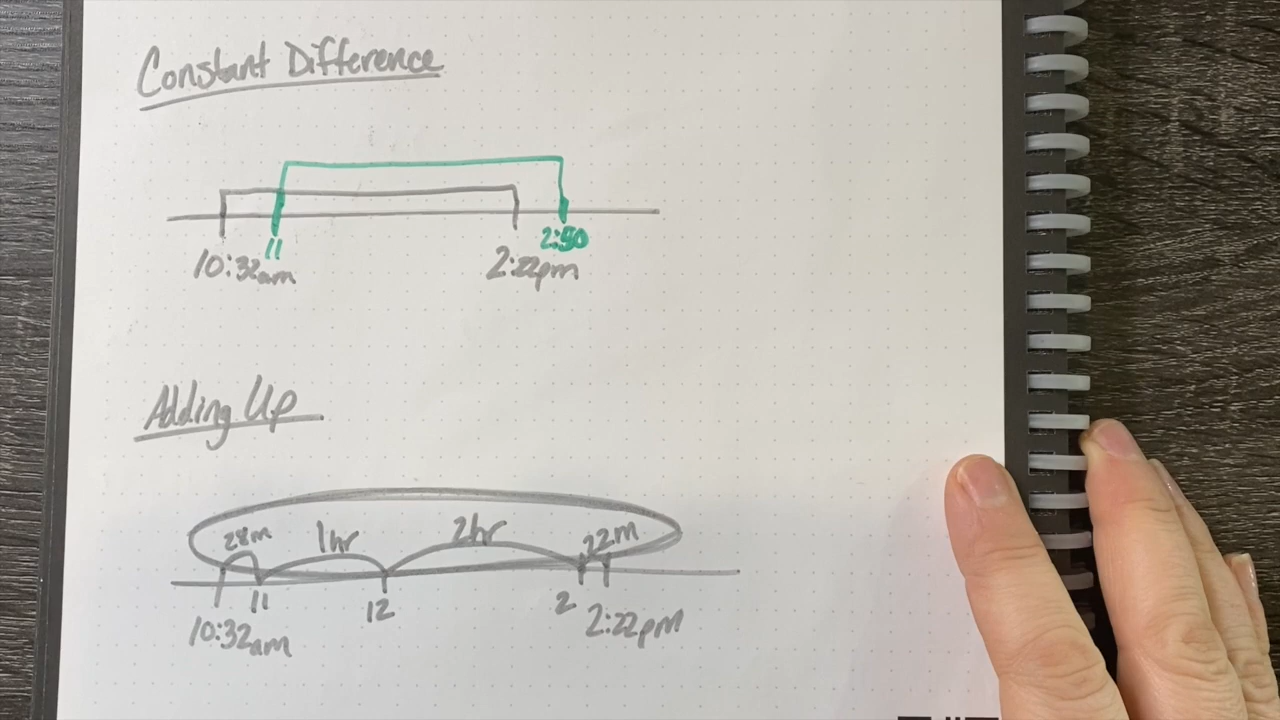 Constant Difference
11 2:50
10:32am 2:22pm
Adding Up
28m 1hr 2hr 22m
11 12 2
10:32am 2:22pm